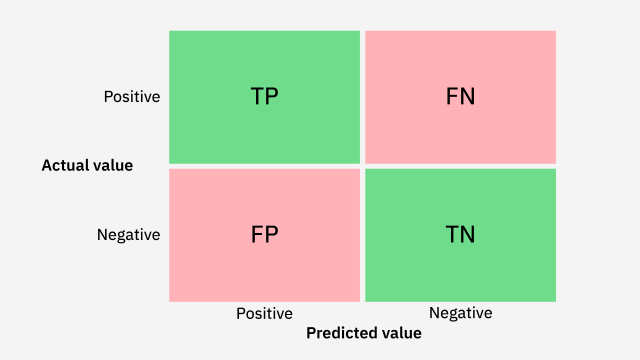 Positive
TP
FN
Actual value
Negative
FP
TN
Positive
Negative
Predicted value